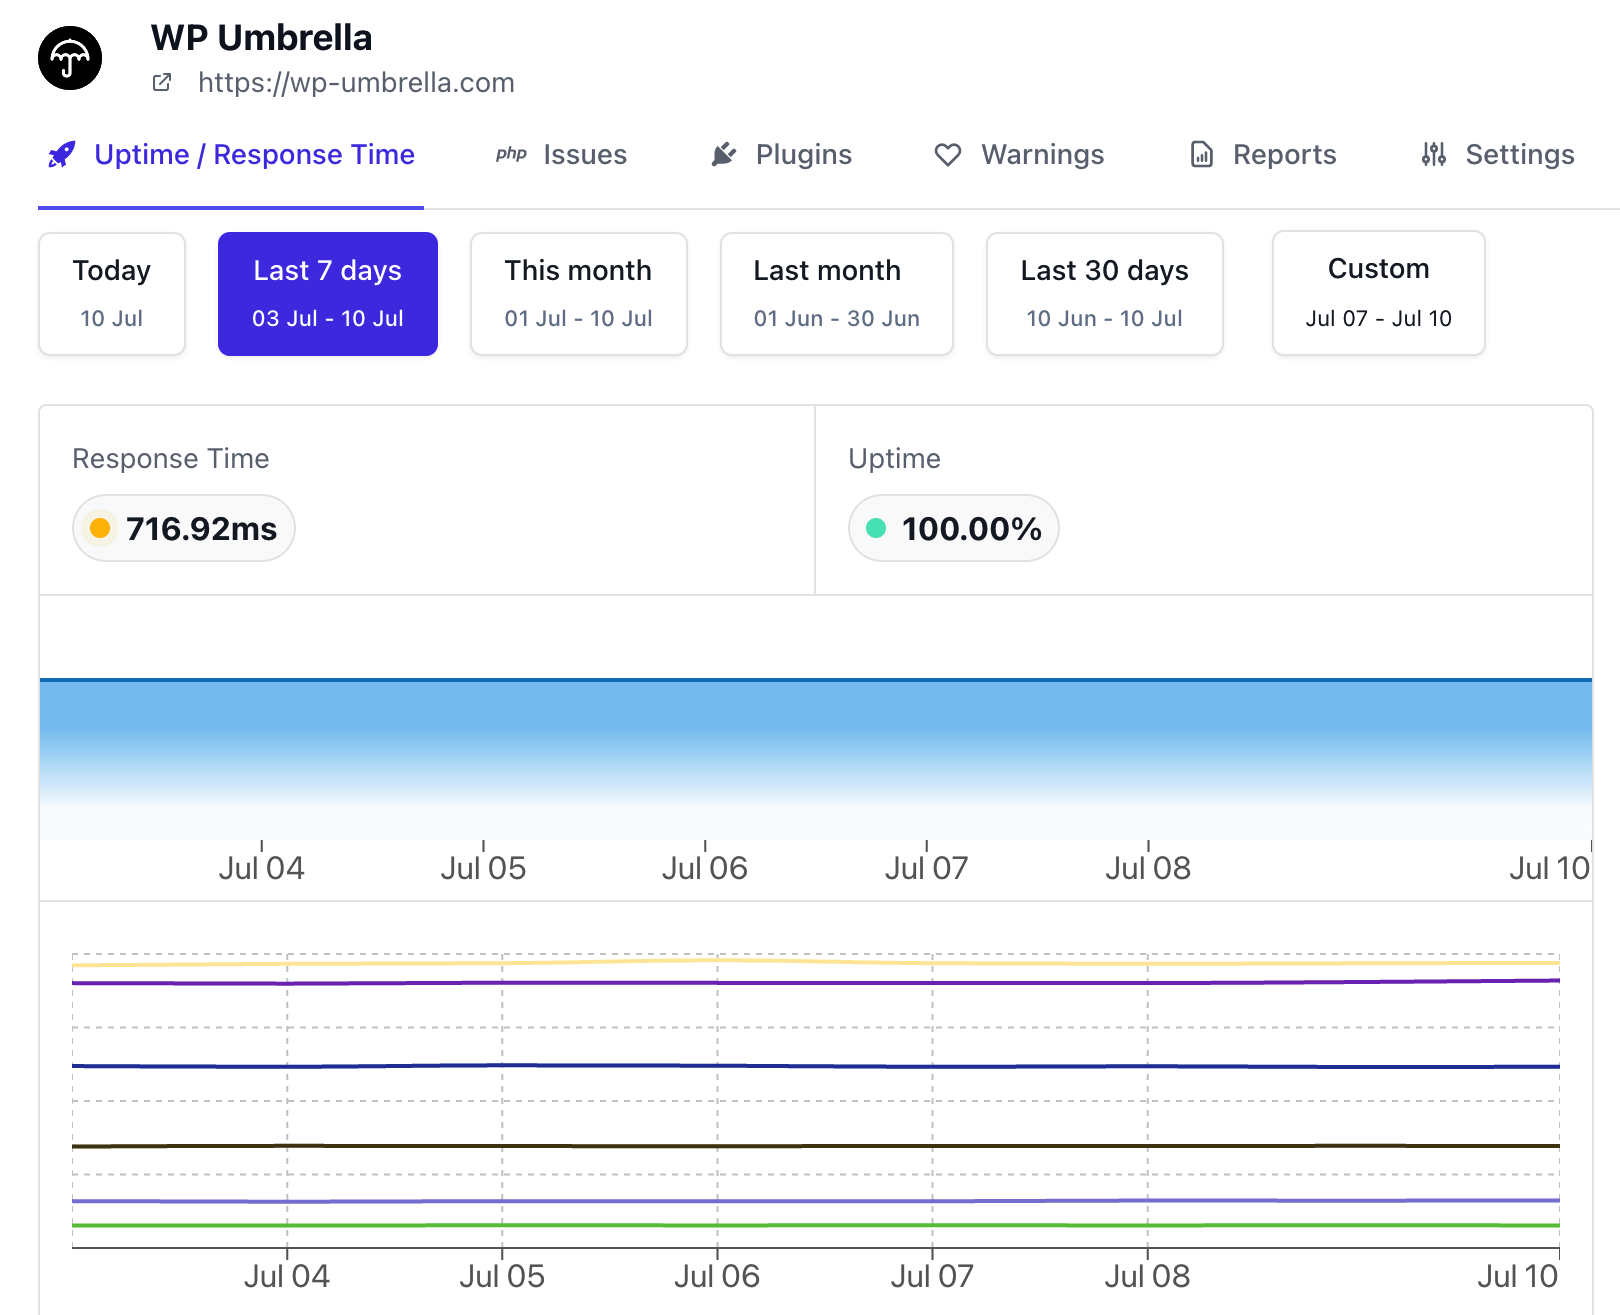 WP Umbrella
https://wp-umbrella.com
Uptime / Response Time
php Issues
Plugins
Warnings
Reports
Settings
Today
10 Jul
Last 7 days
03 Jul - 10 Jul
This month
01 Jul - 10 Jul
Last month
01 Jun - 30 Jun
Last 30 days
10 Jun - 10 Jul
Custom
Jul 07 - Jul 10
Response Time
716.92ms
Uptime
100.00%
Jul 04 Jul 05 Jul 06 Jul 07 Jul 08 Jul 10
Jul 04 Jul 05 Jul 06 Jul 07 Jul 08 Jul 10